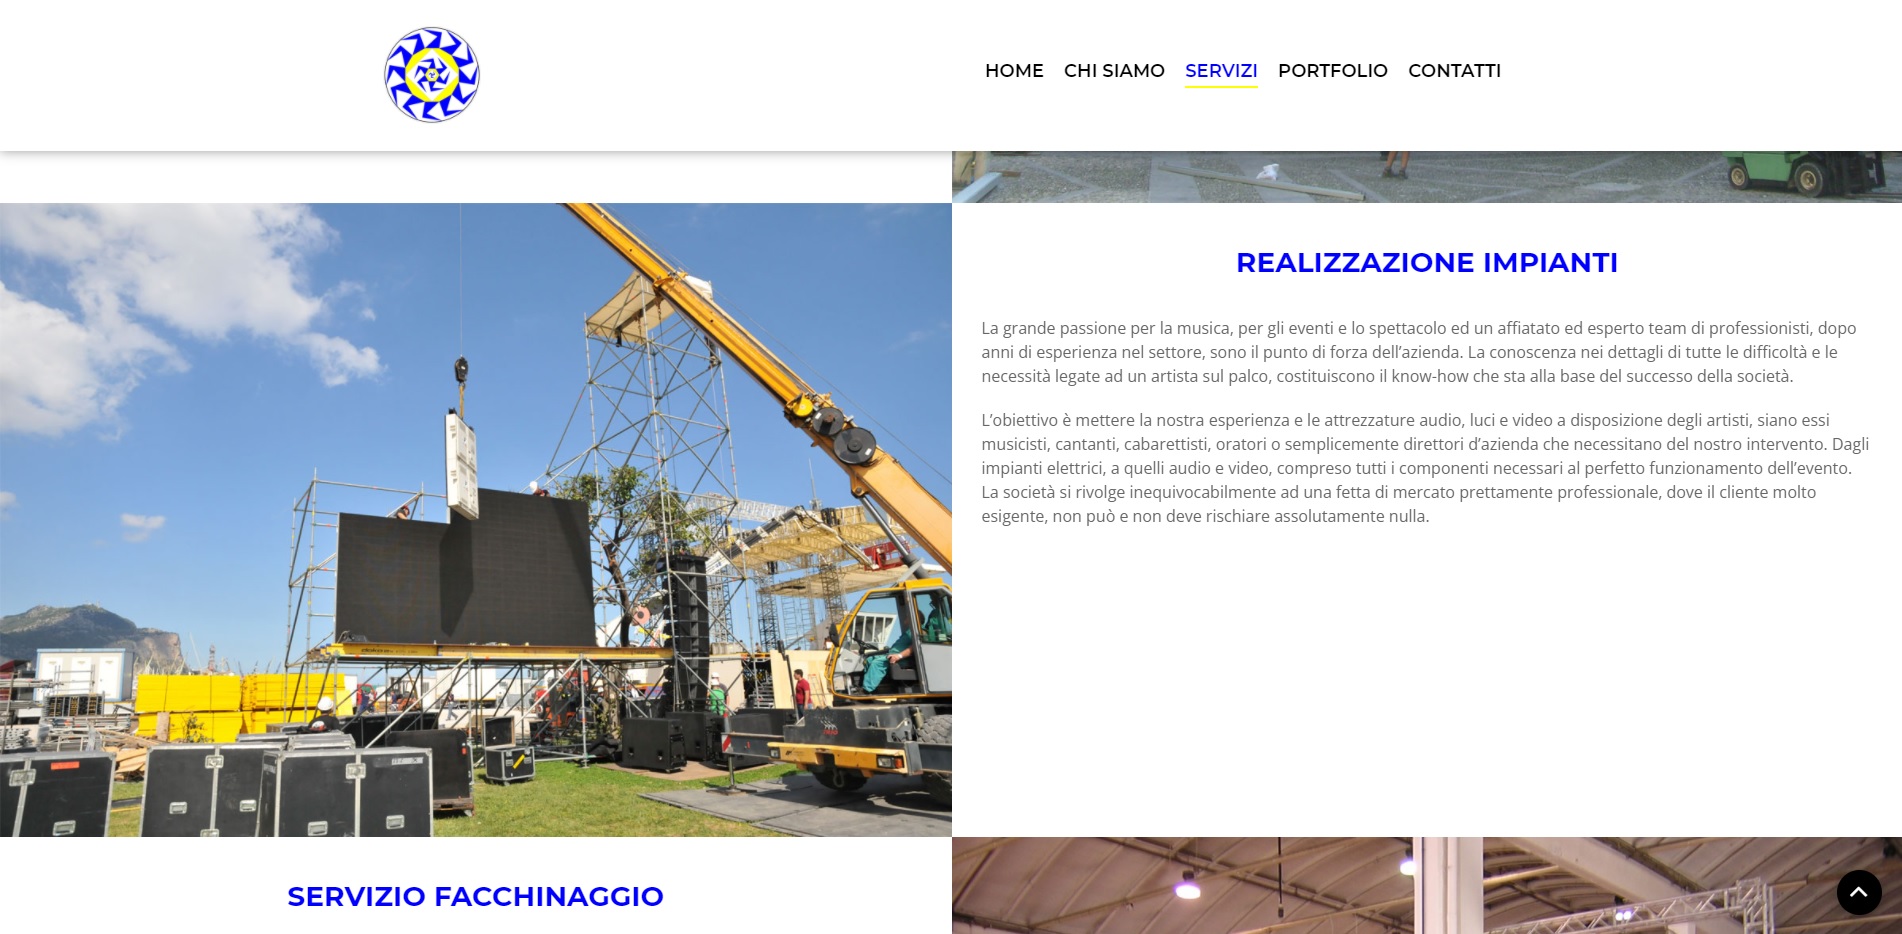 HOME CHI SIAMO SERVIZI PORTFOLIO CONTATTI
REALIZZAZIONE IMPIANTI
La grande passione per la musica, per gli eventi e lo spettacolo ed un affiatato ed esperto team di professionisti, dopo
anni di esperienza nel settore, sono il punto di forza dell’azienda. La conoscenza nei dettagli di tutte le difficoltà e le
necessità legate ad un artista sul palco, costituiscono il know-how che sta alla base del successo della società.
L’obiettivo è mettere la nostra esperienza e le attrezzature audio, luci e video a disposizione degli artisti, siano essi
musicisti, cantanti, cabarettisti, oratori o semplicemente direttori d’azienda che necessitano del nostro intervento. Dagli
impianti elettrici, a quelli audio e video, compreso tutti i componenti necessari al perfetto funzionamento dell’evento.
La società si rivolge inequivocabilmente ad una fetta di mercato prettamente professionale, dove il cliente molto
esigente, non può e non deve rischiare assolutamente nulla.
SERVIZIO FACCHINAGGIO